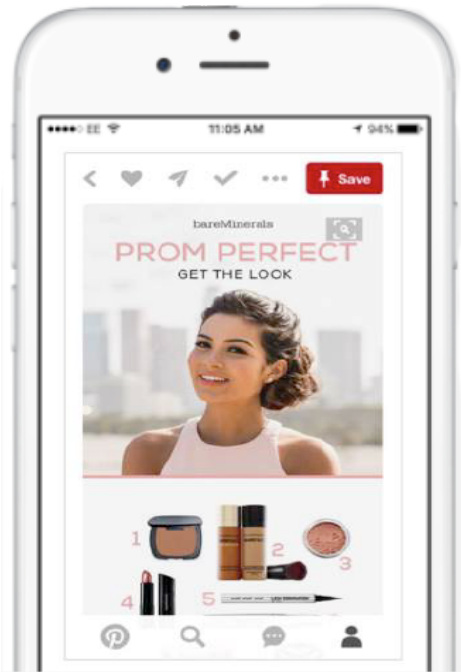 EE 11:05 AM 94%
Save
bareMinerals
PROM PERFECT
GET THE LOOK
1
2
3
4
5